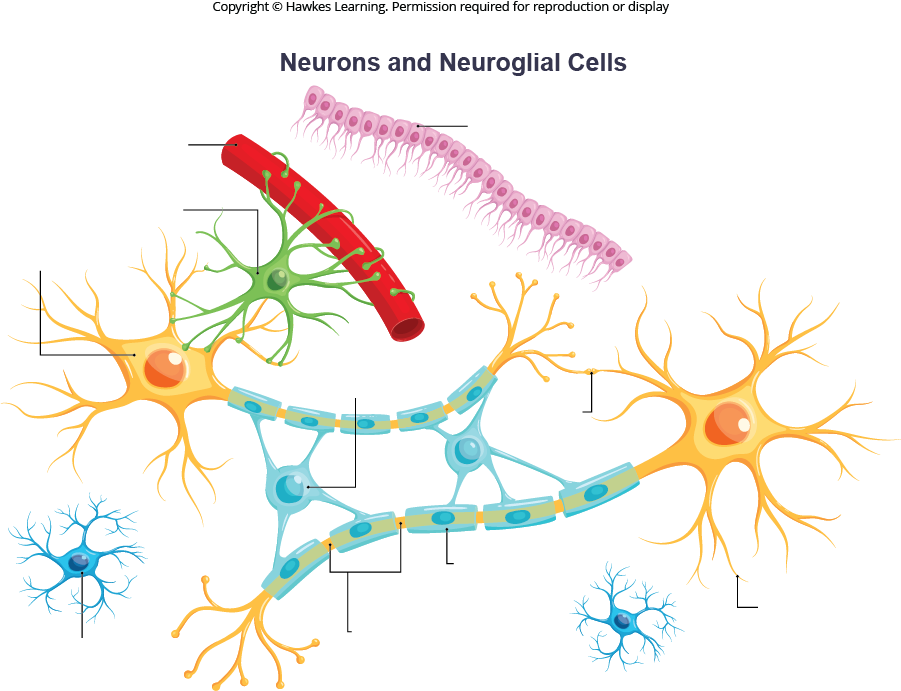 Copyright © Hawkes Learning. Permission required for reproduction or display
Neurons and Neuroglial Cells